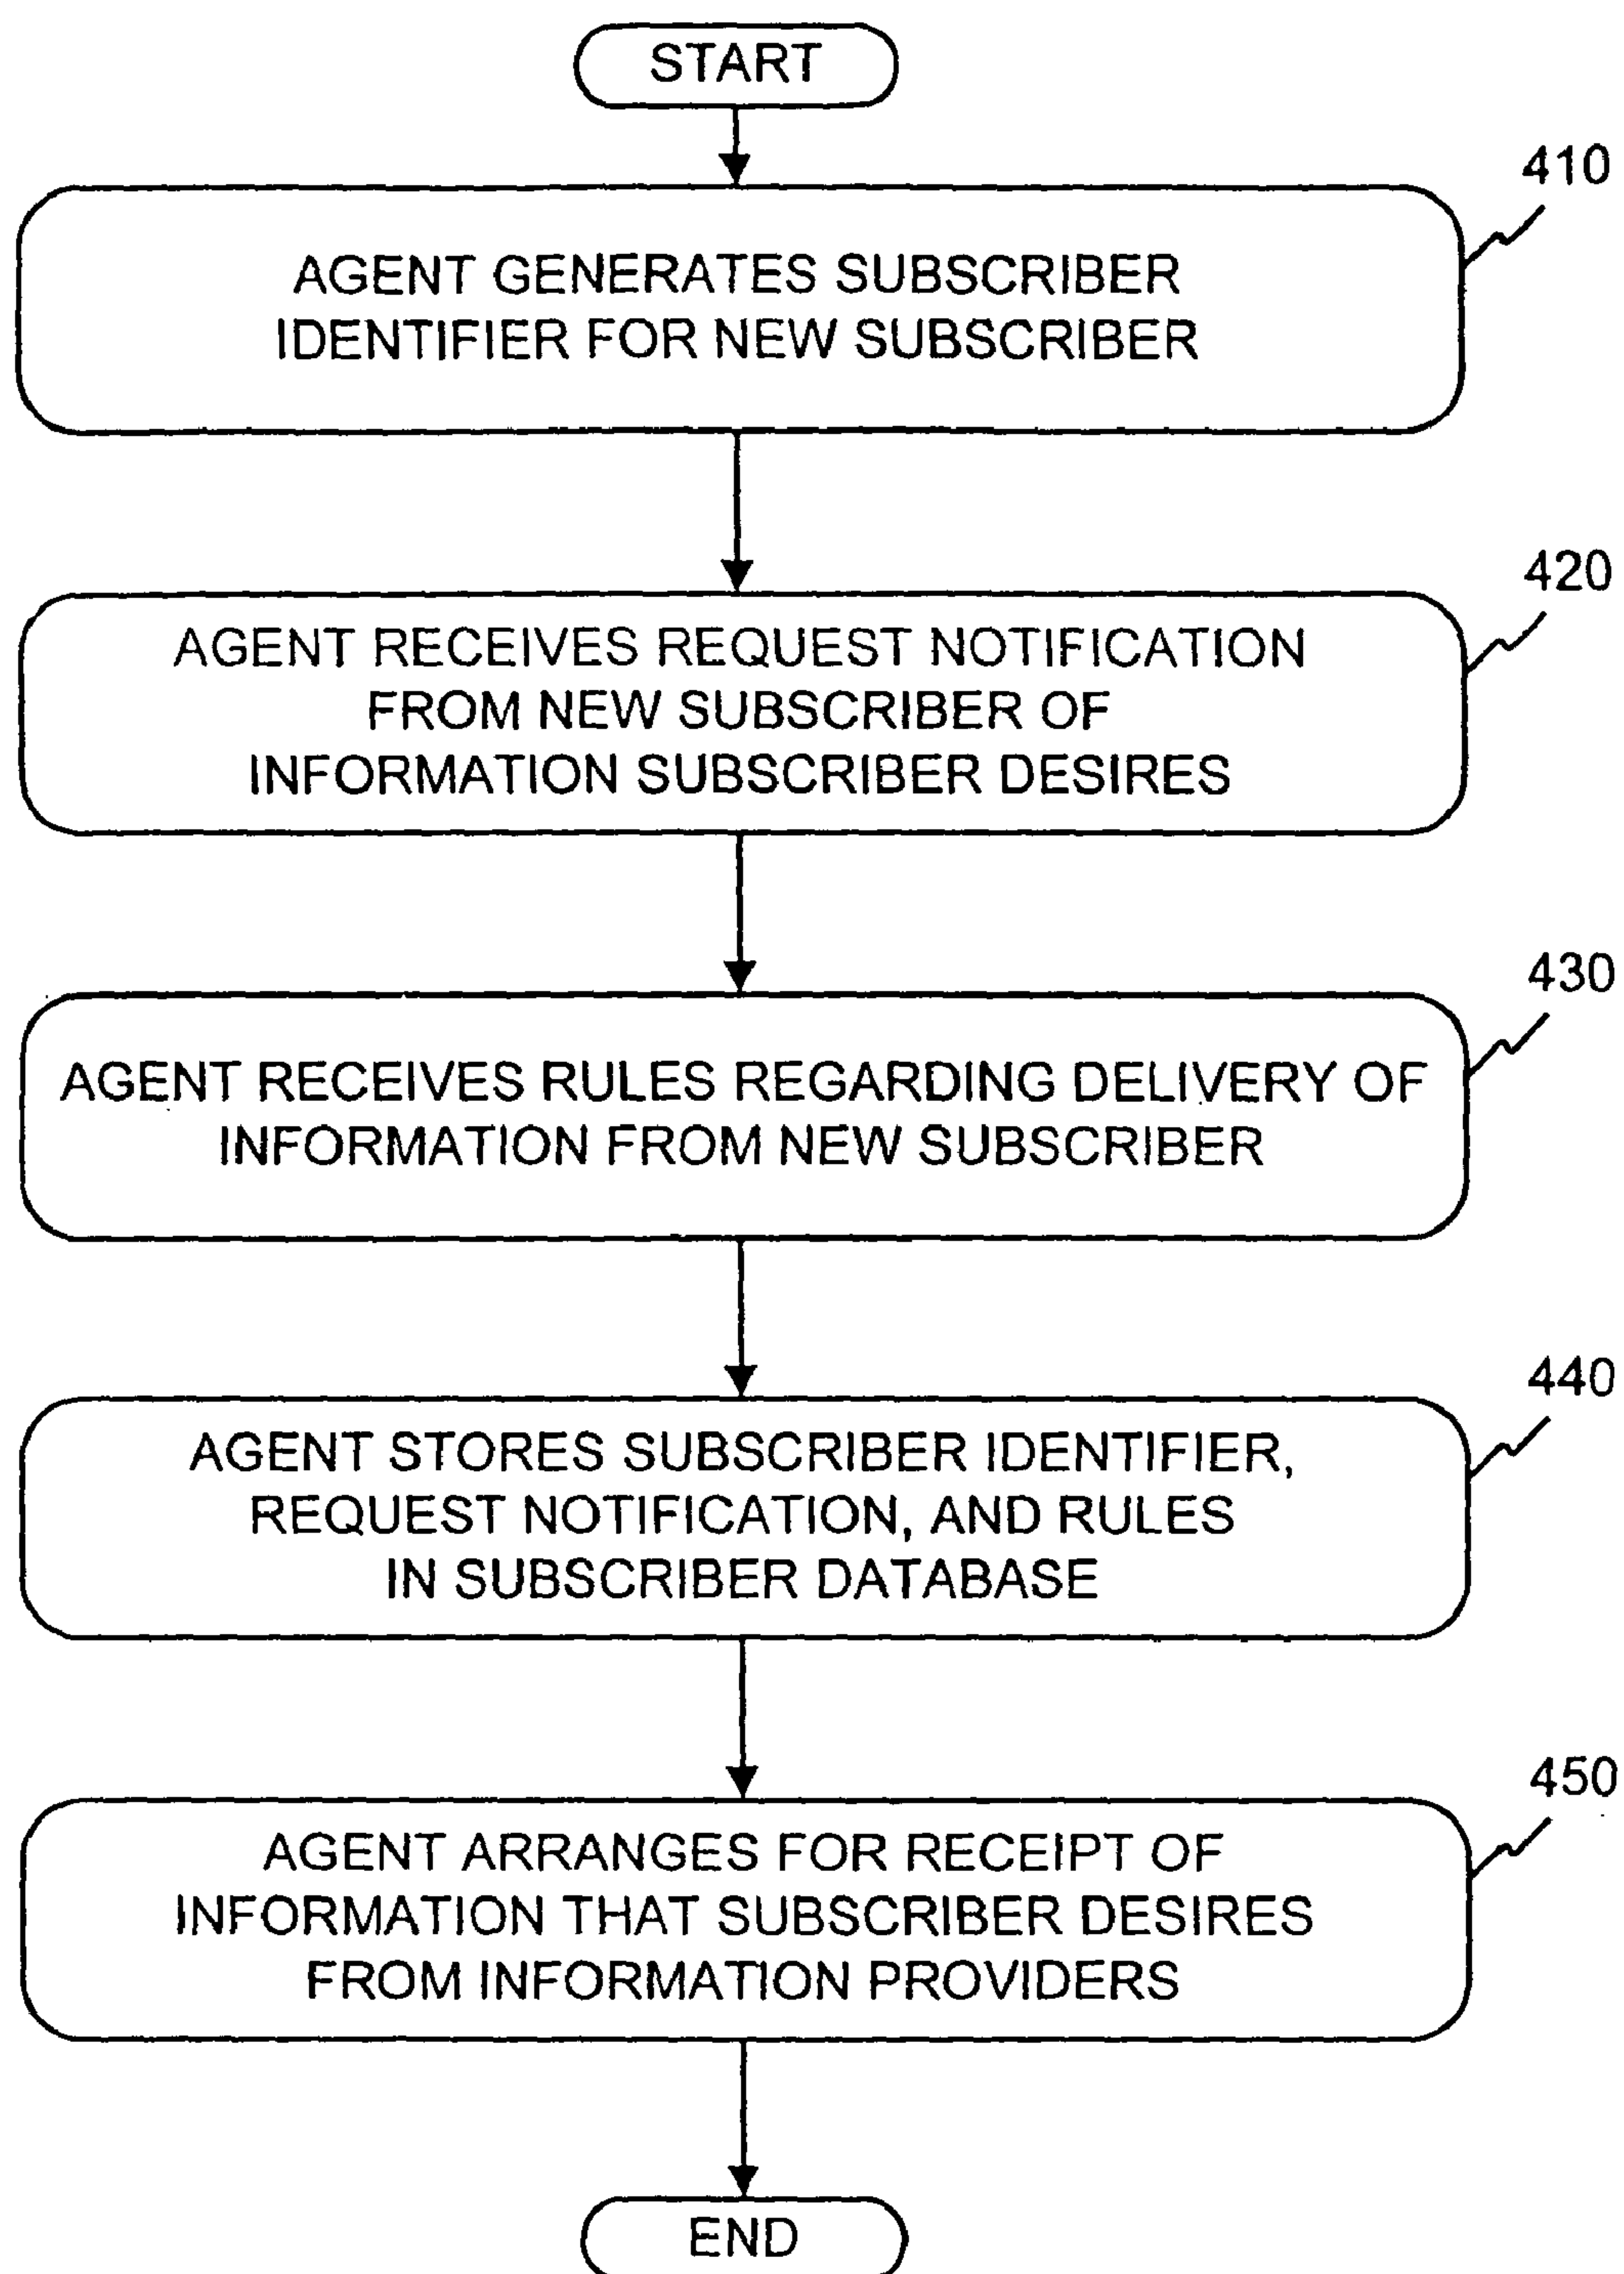 START
410
AGENT GENERATES SUBSCRIBER
IDENTIFIER FOR NEW SUBSCRIBER
420
AGENT RECEIVES REQUEST NOTIFICATION
FROM NEW SUBSCRIBER OF
INFORMATION SUBSCRIBER DESIRES
430
AGENT RECEIVES RULES REGARDING DELIVERY OF
INFORMATION FROM NEW SUBSCRIBER
440
AGENT STORES SUBSCRIBER IDENTIFIER,
REQUEST NOTIFICATION, AND RULES
IN SUBSCRIBER DATABASE
450
AGENT ARRANGES FOR RECEIPT OF
INFORMATION THAT SUBSCRIBER DESIRES
FROM INFORMATION PROVIDERS
END